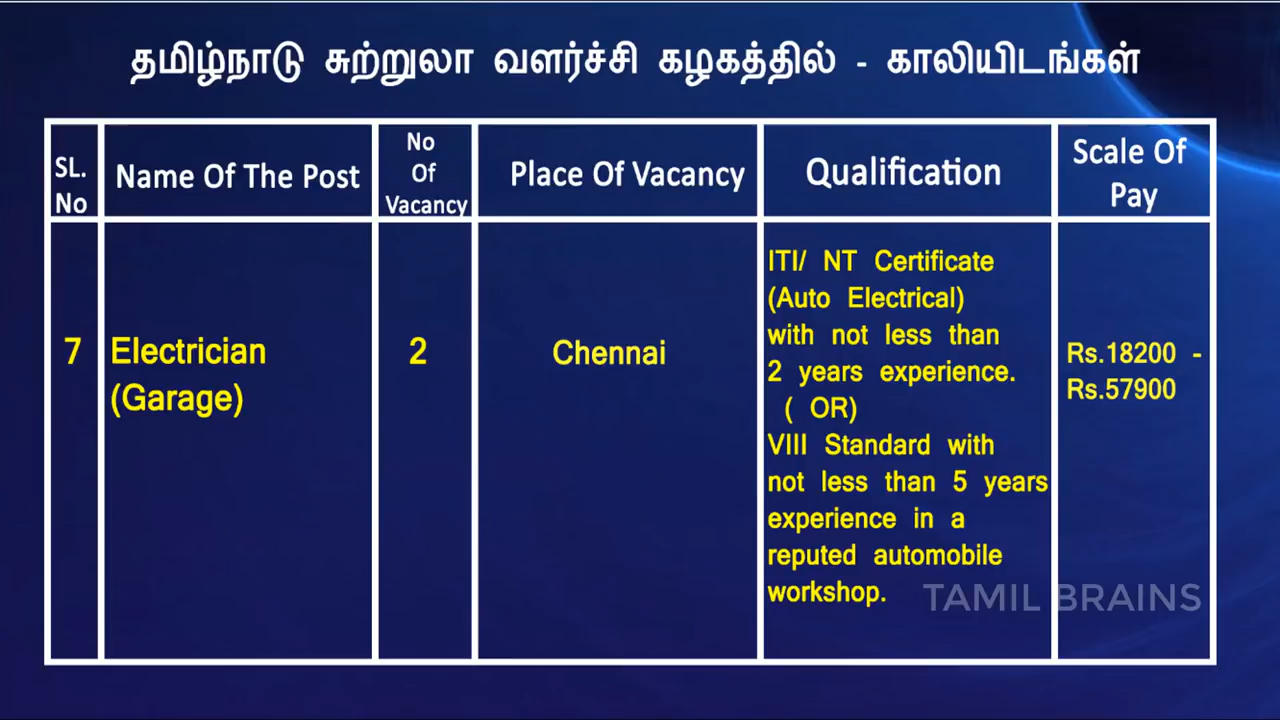 தமிழ்நாடு சுற்றுலா வளர்ச்சி கழகத்தில் - காலியிடங்கள்
SL. No
Name Of The Post
No Of Vacancy
Place Of Vacancy
Qualification
Scale Of Pay
7
Electrician
(Garage)
2
Chennai
ITI/ NT Certificate
(Auto Electrical)
with not less than
2 years experience.
( OR)
VIII Standard with
not less than 5 years
experience in a
reputed automobile
workshop.
Rs.18200 -
Rs.57900
TAMIL BRAINS